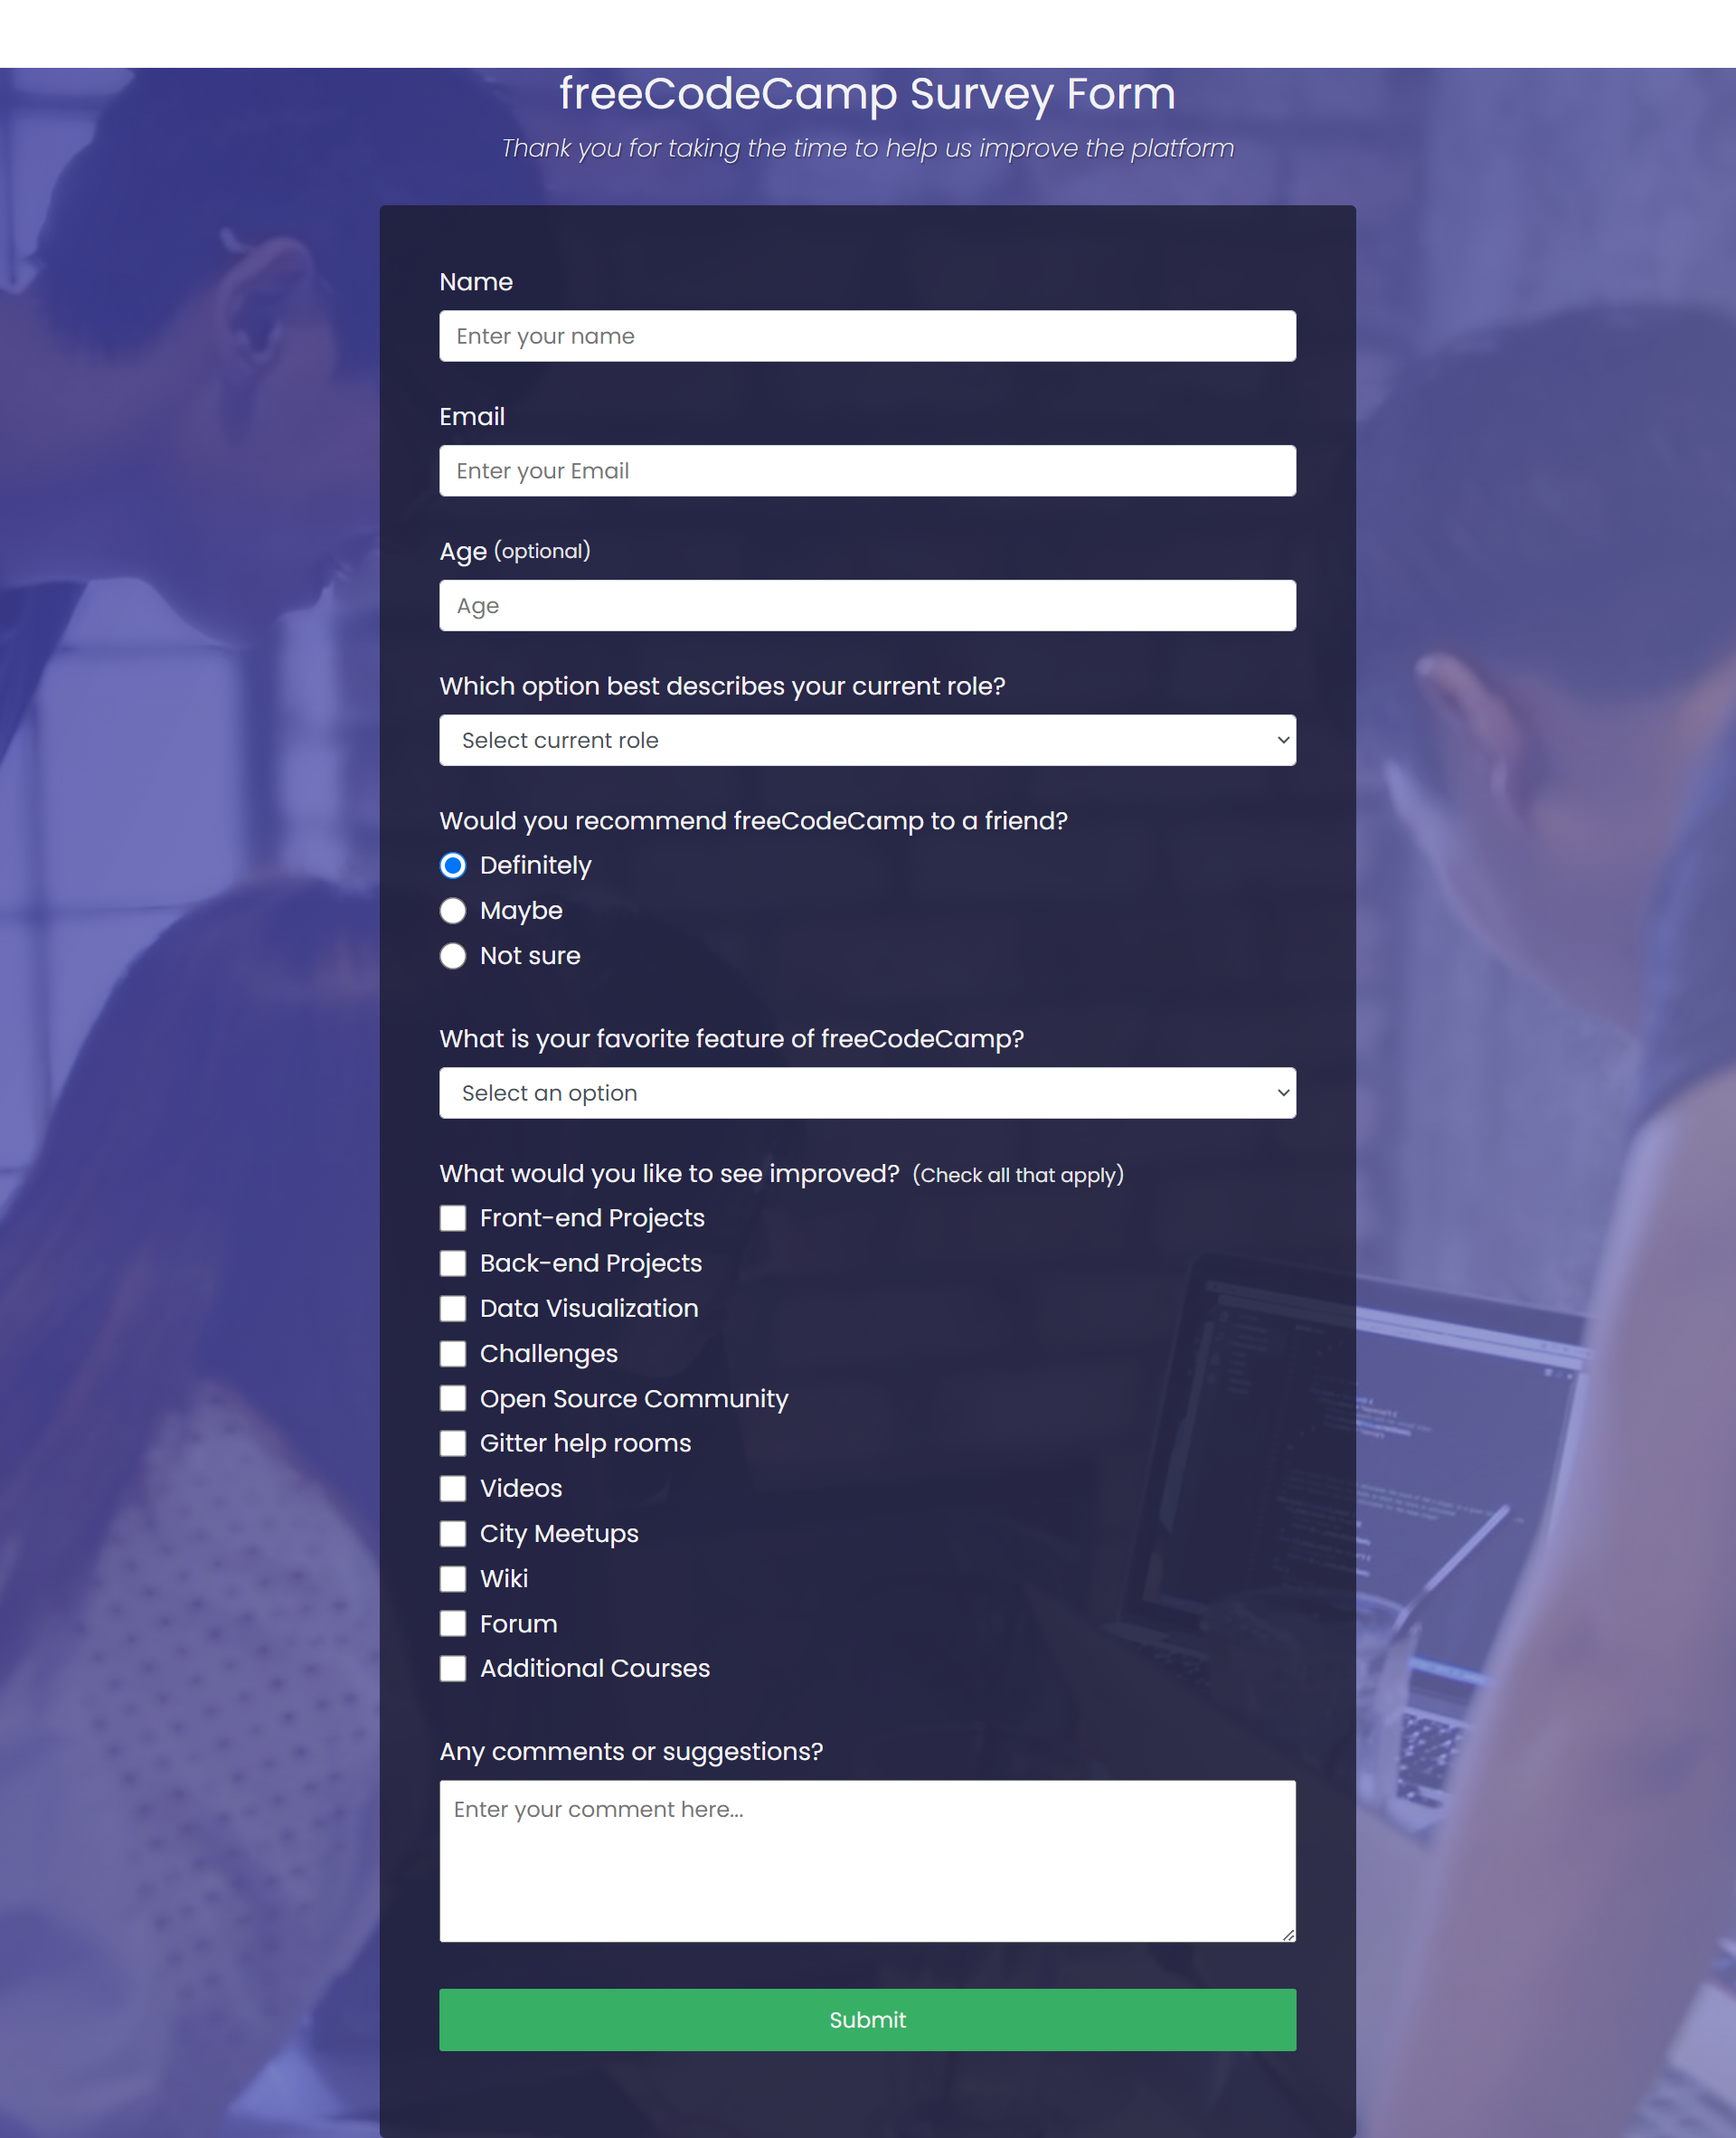 freeCodeCamp Survey Form
Thank you for taking the time to help us improve the platform
Name
Enter your name
Email
Enter your Email
Age (optional)
Age
Which option best describes your current role?
Select current role
Would you recommend freeCodeCamp to a friend?
Definitely
Maybe
Not sure
What is your favorite feature of freeCodeCamp?
Select an option
What would you like to see improved? (Check all that apply)
Front-end Projects
Back-end Projects
Data Visualization
Challenges
Open Source Community
Gitter help rooms
Videos
City Meetups
Wiki
Forum
Additional Courses
Any comments or suggestions?
Enter your comment here...
Submit